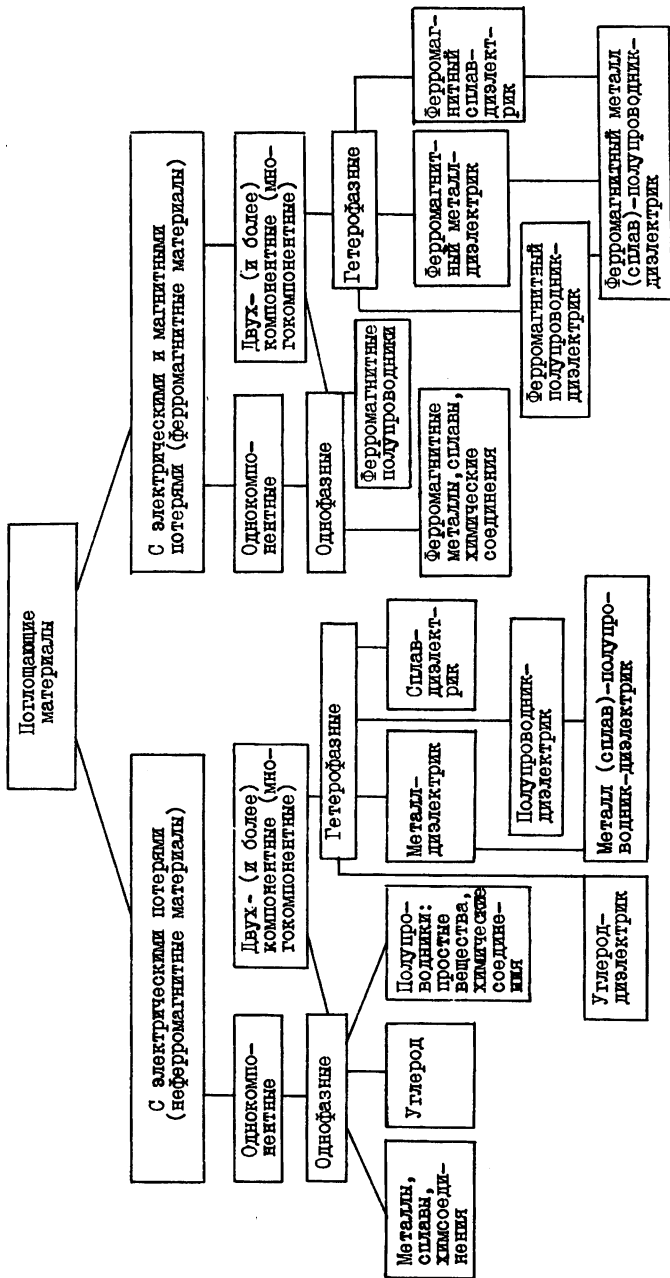 Поглощающие
материалы
С электрическими потерями
(неферромагнитные материалы)
С электрическими и магнитными
потерями (ферромагнитные материалы)
Однокомпо-
нентные
Двух- (и более)
компонентные (мно-
гокомпонентные)
Однокомпо-
нентные
Двух- (и более)
компонентные (мно-
гокомпонентные)
Однофазные
Гетерофазные
Однофазные
Гетерофазные
Металлы,
сплавы,
химсоеди-
нения
Углерод
Полупро-
водники:
простые
вещества,
химические
соедине-
ния
Металл-
диэлектрик
Сплав-
диэлект-
рик
Ферромагнитные
металлы, сплавы,
химические
соединения
Ферромагнитные
полупроводники
Ферромагнит-
ный металл-
диэлектрик
Ферромаг-
нитный
сплав-
диэлект-
рик
Полупроводник-
диэлектрик
Ферромагнитный
полупроводник-
диэлектрик
Углерод-
диэлектрик
Металл (сплав)-полупро-
водник-диэлектрик
Ферромагнитный металл
(сплав)-полупроводник-
диэлектрик